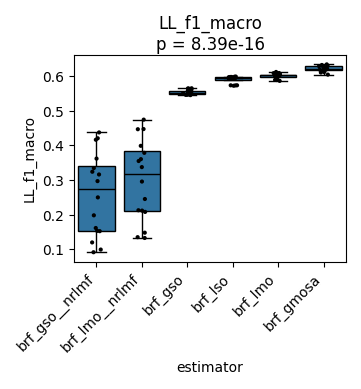 LL_f1_macro
p = 8.39e-16
LL_f1_macro
0.6
0.5
0.4
0.3
0.2
0.1
brf_gso__nrlmf
brf_lmo__nrlmf
brf_gso
brf_lso
brf_lmo
brf_gmosa
estimator